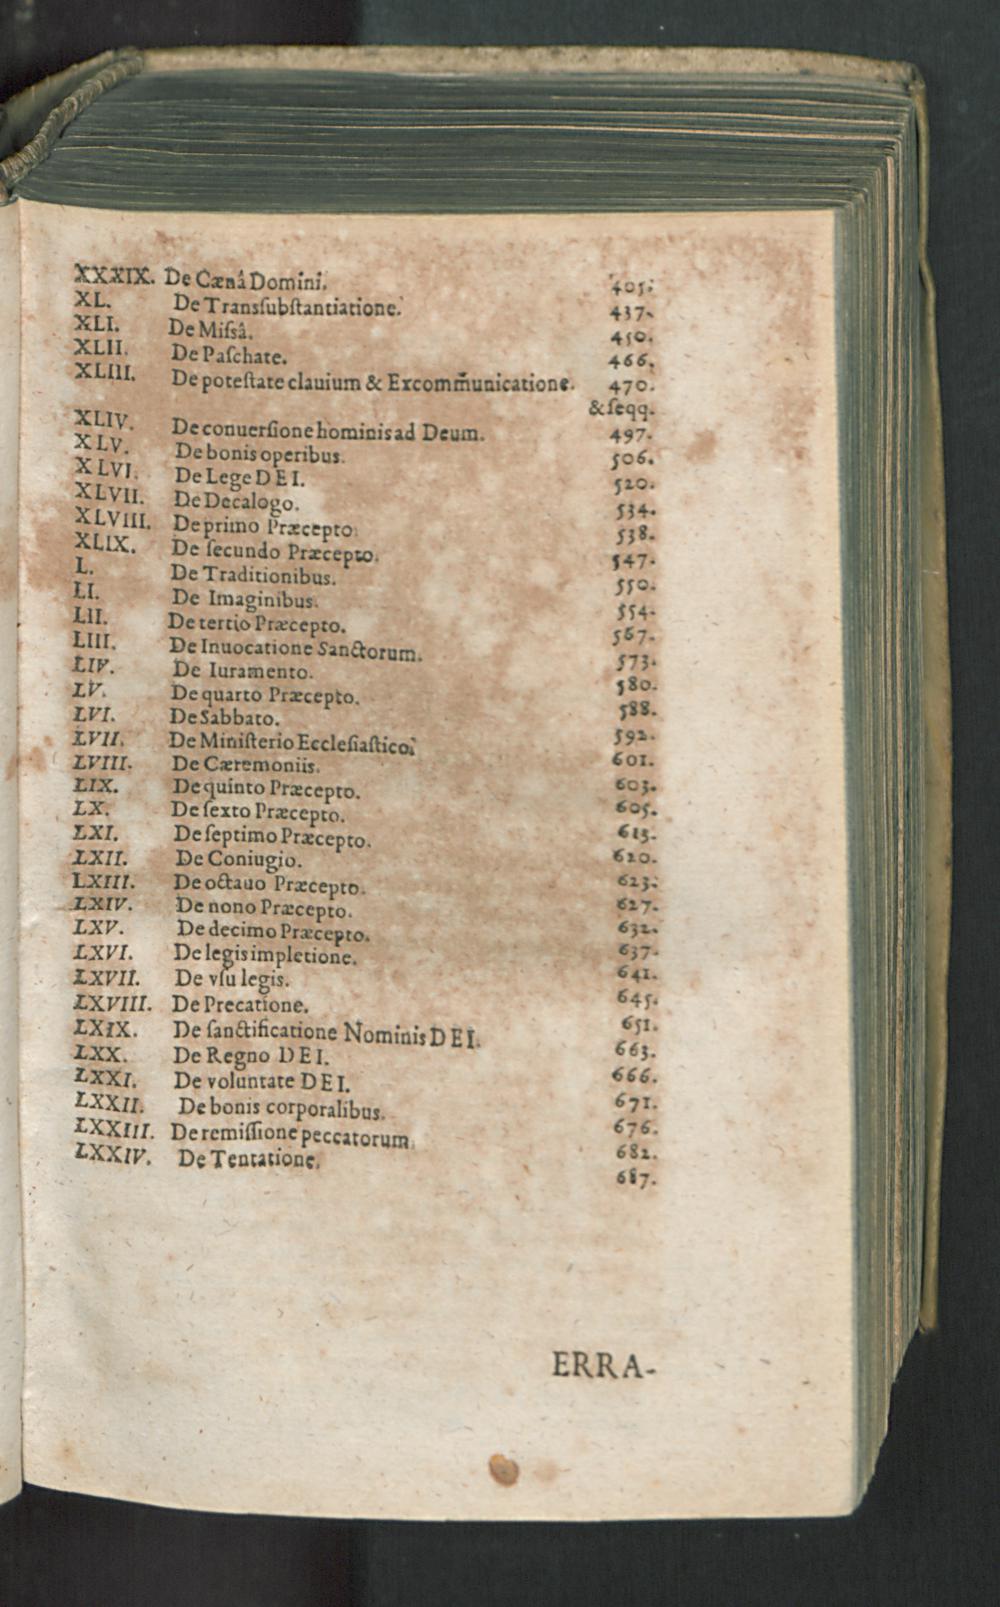 XXXIX. De Cænâ Domini. 405.
XL. De Transſubſtantiatione. 437.
XLI. De Miſsâ. 450.
XLII. De Paſchate. 466.
XLIII. De poteſtate clauium & Excom̃unicatione. 470.
& ſeqq.
XLIV. De conuerſione hominis ad Deum. 497.
XLV. De bonis operibus. 506.
XLVI. De Lege DEI. 520.
XLVII. De Decalogo. 534.
XLVIII. De primo Præcepto. 538.
XLIX. De ſecundo Præcepto. 547.
L. De Traditionibus. 550.
LI. De Imaginibus. 554.
LII. De tertio Præcepto. 567.
LIII. De Inuocatione Sanctorum. 573.
LIV. De Iuramento. 580.
LV. De quarto Præcepto. 588.
LVI. De Sabbato. 592.
LVII. De Miniſterio Eccleſiaſtico. 601.
LVIII. De Cæremoniis. 603.
LIX. De quinto Præcepto. 605.
LX. De ſexto Præcepto. 613.
LXI. De ſeptimo Præcepto. 620.
LXII. De Coniugio. 623.
LXIII. De octauo Præcepto. 627.
LXIV. De nono Præcepto. 632.
LXV. De decimo Præcepto. 637.
LXVI. De legis impletione. 641.
LXVII. De vſu legis. 645.
LXVIII. De Precatione. 651.
LXIX. De ſanctificatione Nominis DEI. 663.
LXX. De Regno DEI. 666.
LXXI. De voluntate DEI. 671.
LXXII. De bonis corporalibus. 676.
LXXIII. De remiſſione peccatorum. 682.
LXXIV. De Tentatione. 687.
ERRA-